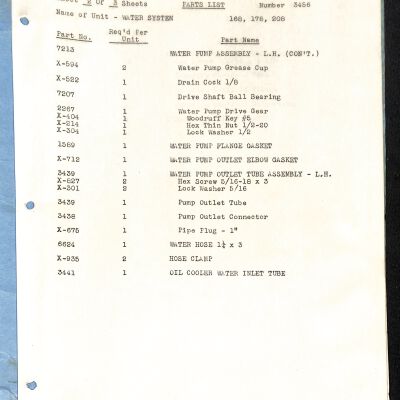 Sheet 2 Of 3 Sheets PARTS LIST Number 3456
Name of Unit - WATER SYSTEM 168, 178, 208
Part No. Req'd Per Unit Part Name
7213 WATER PUMP ASSEMBLY - L.H. (CON'T.)
X-594 2 Water Pump Grease Cup
X-522 1 Drain Cock 1/8
7207 1 Drive Shaft Ball Bearing
2267 1 Water Pump Drive Gear
X-404 1 Woodruff Key #5
X-214 1 Hex Thin Nut 1/2-20
X-304 1 Lock Washer 1/2
1589 1 WATER PUMP FLANGE GASKET
X-712 1 WATER PUMP OUTLET ELBOW GASKET
3439 1 WATER PUMP OUTLET TUBE ASSEMBLY - L.H.
X-827 2 Hex Screw 5/16-18 x 3
X-301 2 Lock Washer 5/16
3439 1 Pump Outlet Tube
3438 1 Pump Outlet Connector
X-675 1 Pipe Plug - 1"
6624 1 WATER HOSE 1¼ x 3
X-935 2 HOSE CLAMP
3441 1 OIL COOLER WATER INLET TUBE